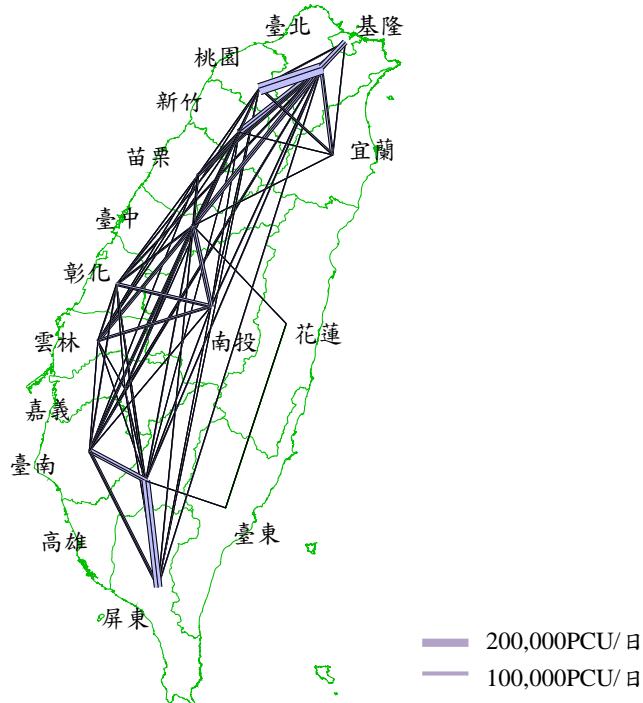 臺北
基隆
桃園
新竹
宜蘭
苗栗
臺中
彰化
雲林
南投
花蓮
嘉義
臺南
高雄
臺東
屏東
200,000PCU/日
100,000PCU/日